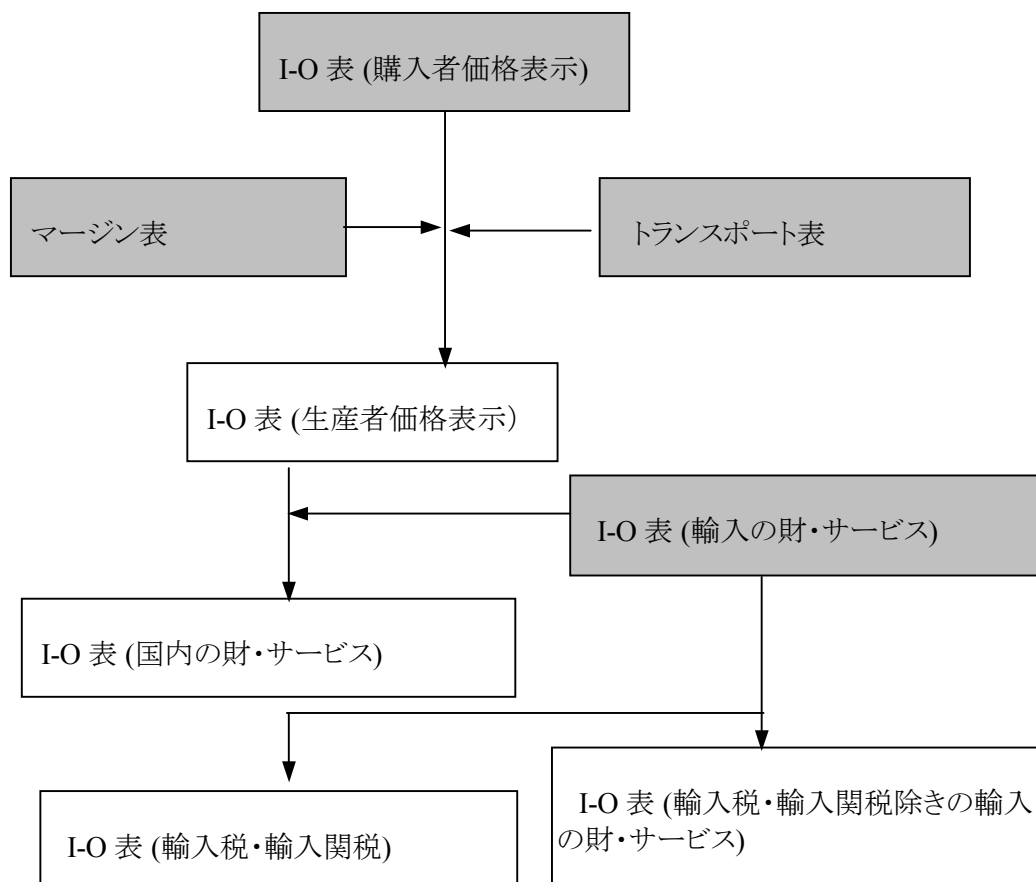 I-O 表 (購入者価格表示)
マージン表
トランスポート表
I-O 表 (生産者価格表示）
I-O 表 (輸入の財・サービス)
I-O 表 (国内の財・サービス)
I-O 表 (輸入税・輸入関税除きの輸入
の財・サービス)
I-O 表 (輸入税・輸入関税)